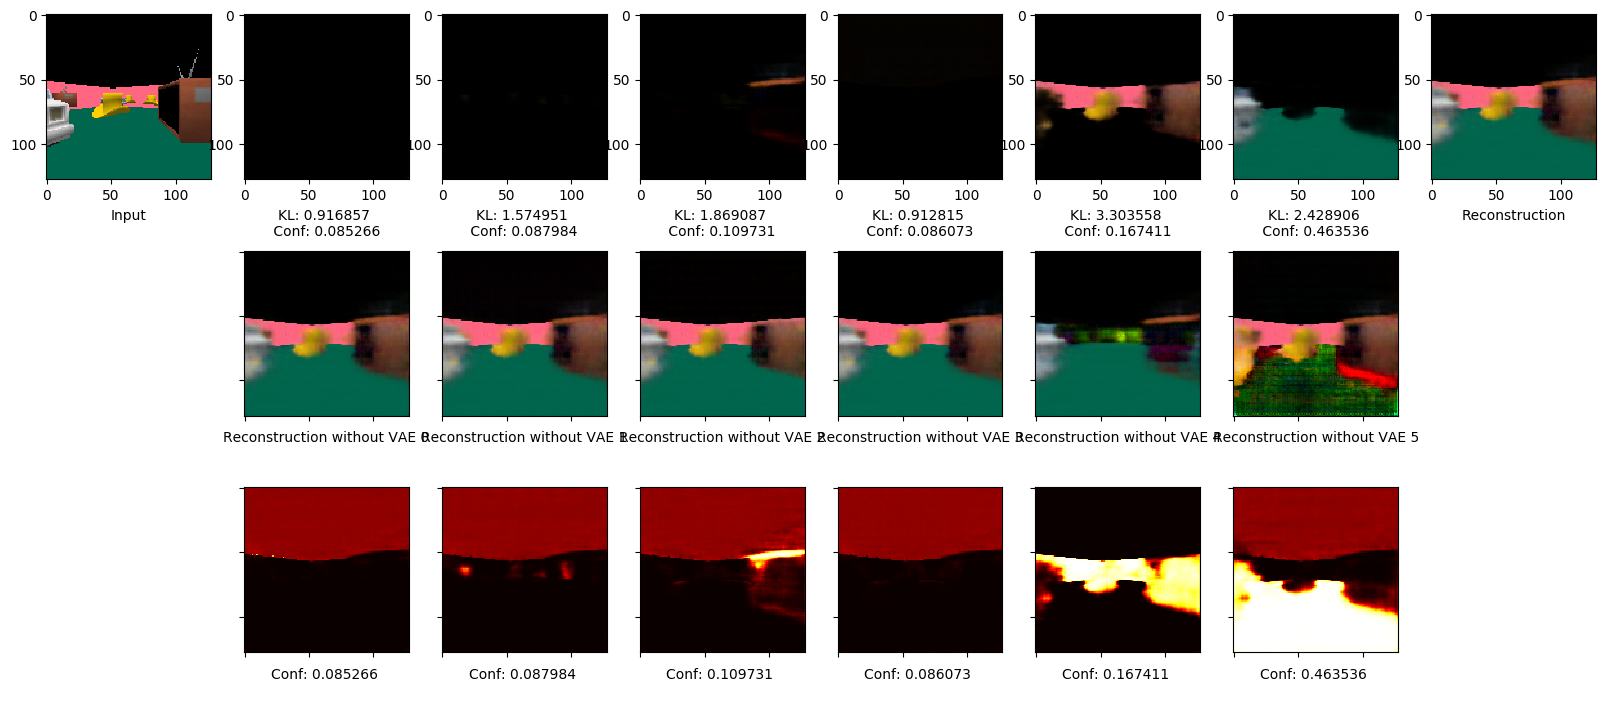 0
50
100
0 50 100
Input
0
50
100
0 50 100
KL: 0.916857
Conf: 0.085266
0
50
100
0 50 100
KL: 1.574951
Conf: 0.087984
0
50
100
0 50 100
KL: 1.869087
Conf: 0.109731
0
50
100
0 50 100
KL: 0.912815
Conf: 0.086073
0
50
100
0 50 100
KL: 3.303558
Conf: 0.167411
0
50
100
0 50 100
KL: 2.428906
Conf: 0.463536
0
50
100
0 50 100
Reconstruction
Reconstruction without VAE 0
Reconstruction without VAE 1
Reconstruction without VAE 2
Reconstruction without VAE 3
Reconstruction without VAE 4
Reconstruction without VAE 5
Conf: 0.085266
Conf: 0.087984
Conf: 0.109731
Conf: 0.086073
Conf: 0.167411
Conf: 0.463536